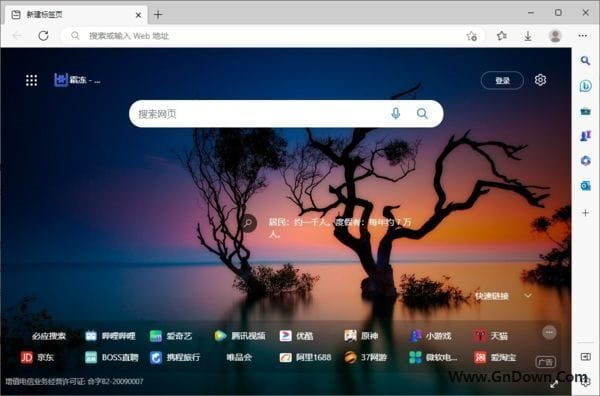 新建标签页
搜索或输入 Web 地址
霜冻 - ...
登录
搜索网页
居民：约一千人。度假者：每年约 7 万
人。
快速链接
必应搜索 哔哩哔哩 爱奇艺 腾讯视频 优酷 原神 小游戏 天猫
京东 BOSS直聘 携程旅行 唯品会 阿里1688 37网游 微软电... 爱淘宝
广告
增值电信业务经营许可证: 合字B2-20090007
Www.GnDown.Com